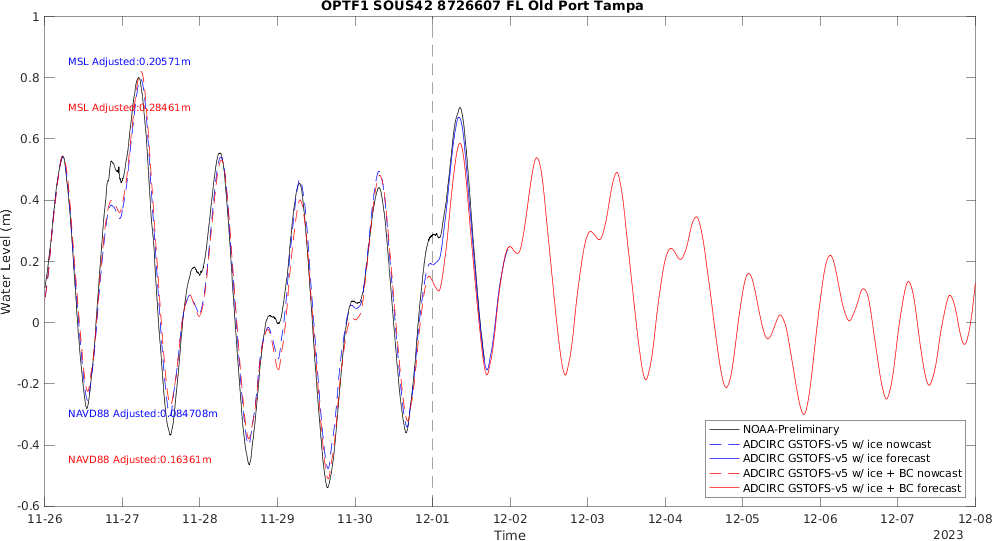 OPTF1 SOUS42 8726607 FL Old Port Tampa
MSL Adjusted:0.20571m
MSL Adjusted:0.28461m
NAVD88 Adjusted:0.084708m
NAVD88 Adjusted:0.16361m
Water Level (m)
1
0.8
0.6
0.4
0.2
0
-0.2
-0.4
-0.6
NOAA-Preliminary
ADCIRC GSTOFS-v5 w/ ice nowcast
ADCIRC GSTOFS-v5 w/ ice forecast
ADCIRC GSTOFS-v5 w/ ice + BC nowcast
ADCIRC GSTOFS-v5 w/ ice + BC forecast
11-26 11-27 11-28 11-29 11-30 12-01 12-02 12-03 12-04 12-05 12-06 12-07 12-08
Time
2023